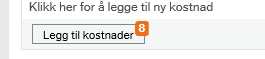 Klikk her for å legge til ny kostnad
Legg til kostnader
8